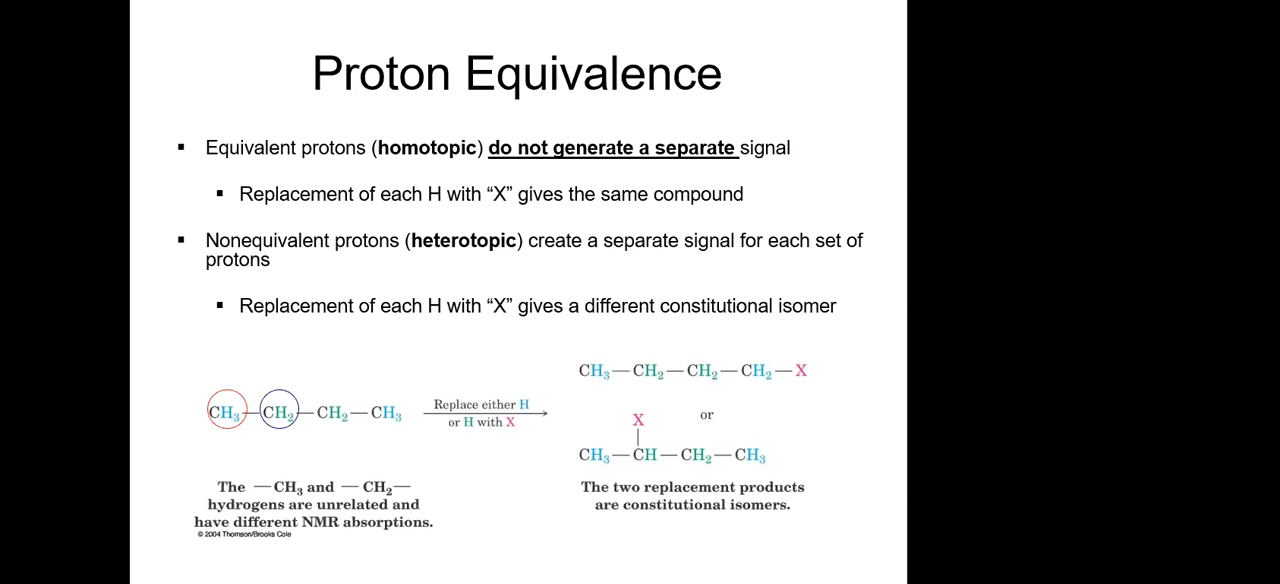 Proton Equivalence
▪ Equivalent protons (homotopic) do not generate a separate signal
▪ Replacement of each H with “X” gives the same compound
▪ Nonequivalent protons (heterotopic) create a separate signal for each set of
protons
▪ Replacement of each H with “X” gives a different constitutional isomer
CH₃—CH₂—CH₂—CH₂—X
CH₃—CH₂—CH₂—CH₃
Replace either H
or H with X
X
or
CH₃—CH—CH₂—CH₃
The —CH₃ and —CH₂—
hydrogens are unrelated and
have different NMR absorptions.
The two replacement products
are constitutional isomers.
© 2004 Thomson/Brooks Cole